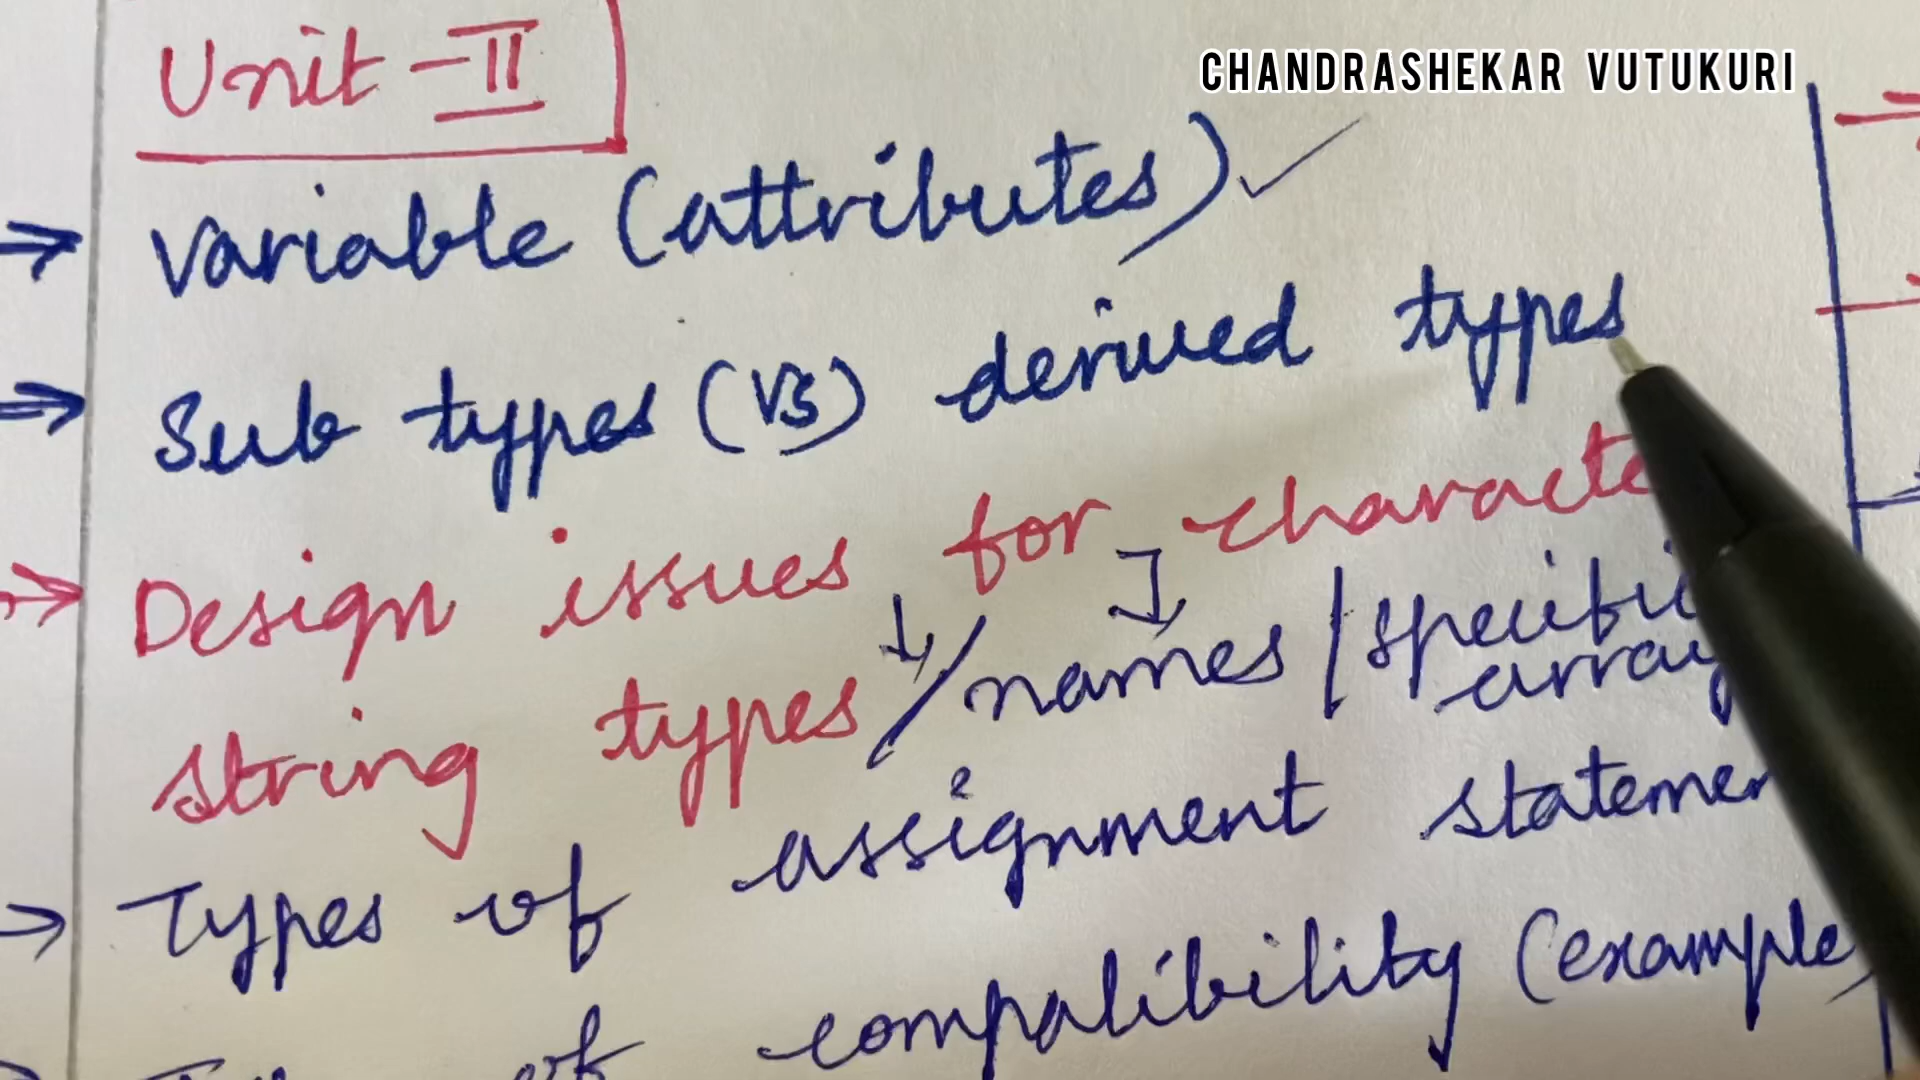 Unit - II
CHANDRASHEKAR VUTUKURI
→ Variable (attributes) ✓
→ Sub types (vs) derived types
→ Design issues for characte
string types / names / specifi
array
→ Types of assignment statemen
of compatibility (example)